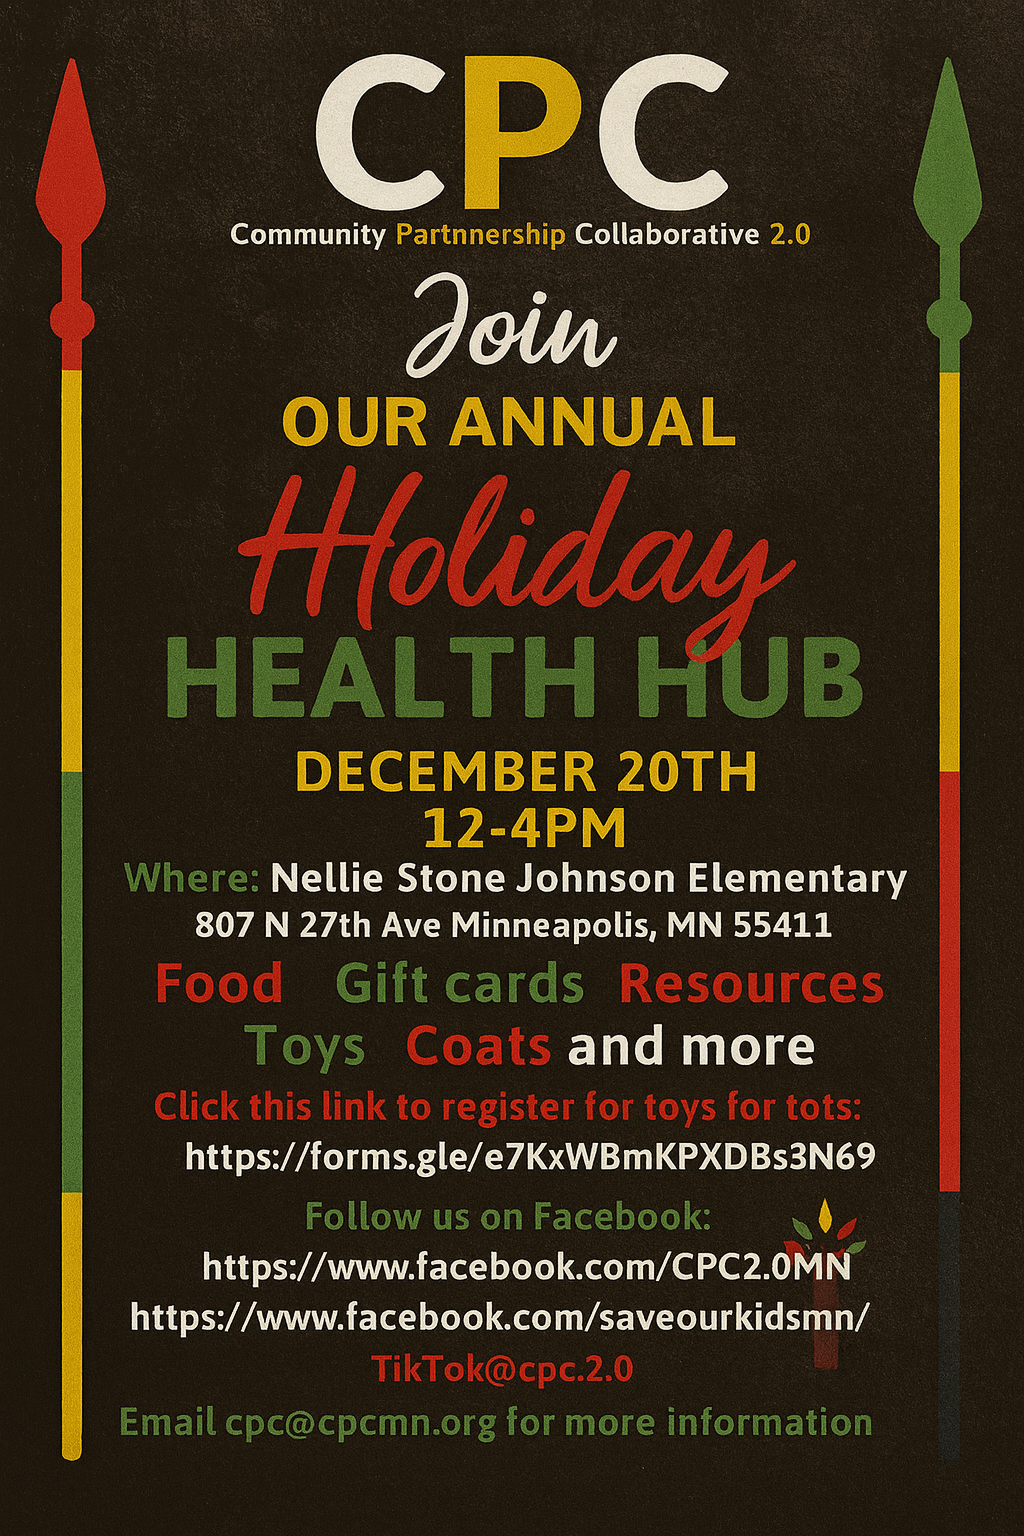 CPC
Community Partnnership Collaborative 2.0
Join
OUR ANNUAL
Holiday
HEALTH HUB
DECEMBER 20TH
12-4PM
Where: Nellie Stone Johnson Elementary
807 N 27th Ave Minneapolis, MN 55411
Food Gift cards Resources
Toys Coats and more
Click this link to register for toys for tots:
https://forms.gle/e7KxWBmKPXDBs3N69
Follow us on Facebook:
https://www.facebook.com/CPC2.0MN
https://www.facebook.com/saveourkidsmn/
TikTok@cpc.2.0
Email cpc@cpcmn.org for more information